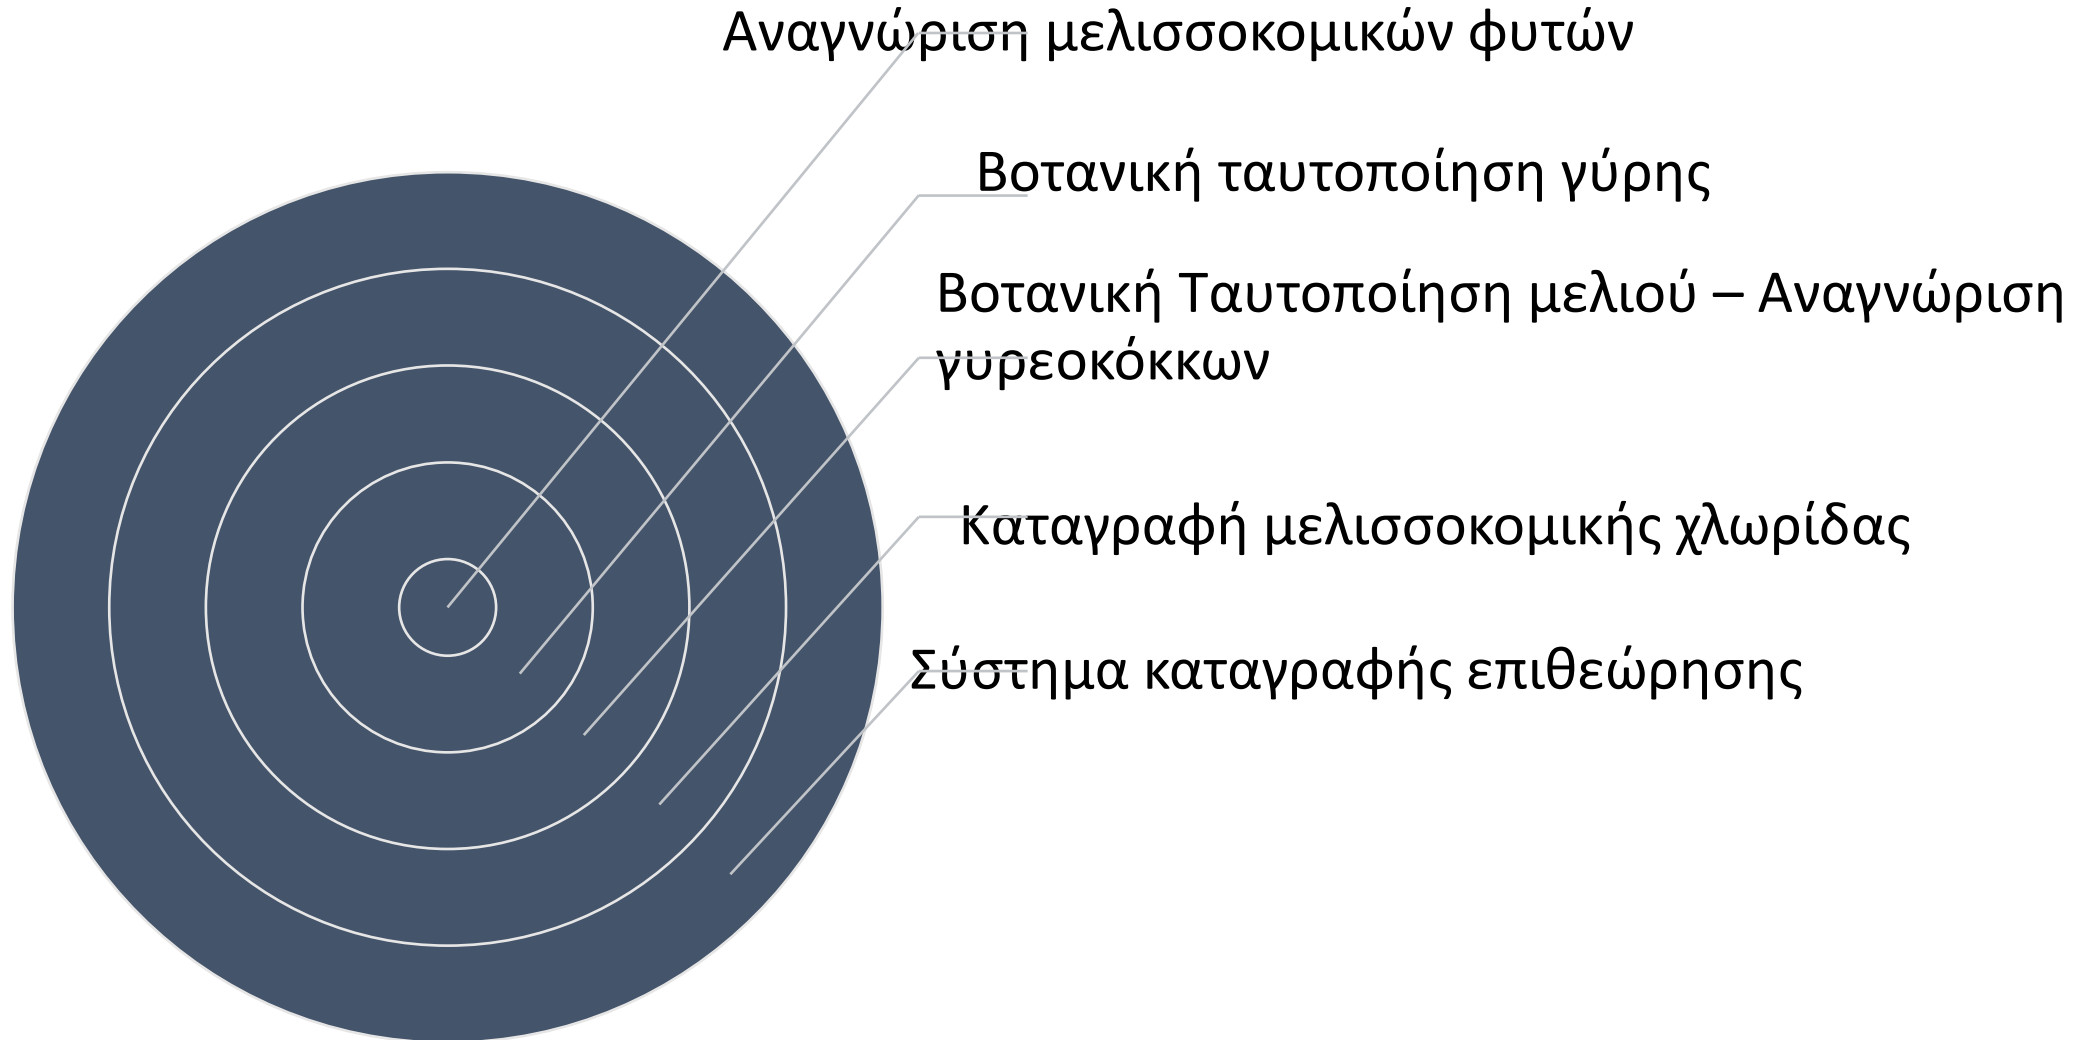 Αναγνώριση μελισσοκομικών φυτών
Βοτανική ταυτοποίηση γύρης
Βοτανική Ταυτοποίηση μελιού – Αναγνώριση
γυρεοκόκκων
Καταγραφή μελισσοκομικής χλωρίδας
Σύστημα καταγραφής επιθεώρησης